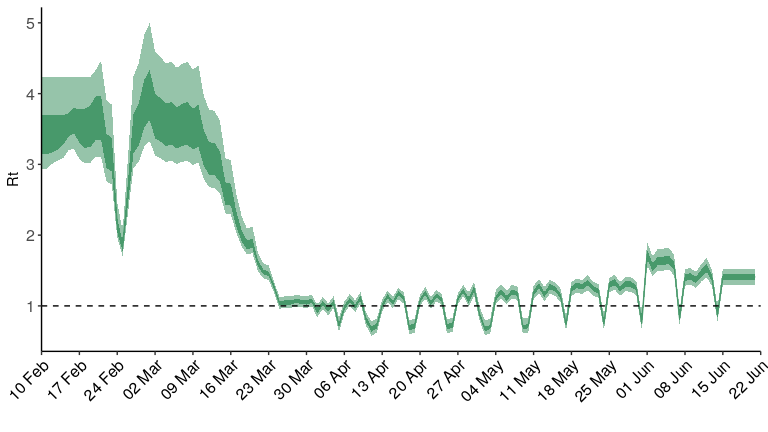 5
4
3
2
1
Rt
10 Feb
17 Feb
24 Feb
02 Mar
09 Mar
16 Mar
23 Mar
30 Mar
06 Apr
13 Apr
20 Apr
27 Apr
04 May
11 May
18 May
25 May
01 Jun
08 Jun
15 Jun
22 Jun